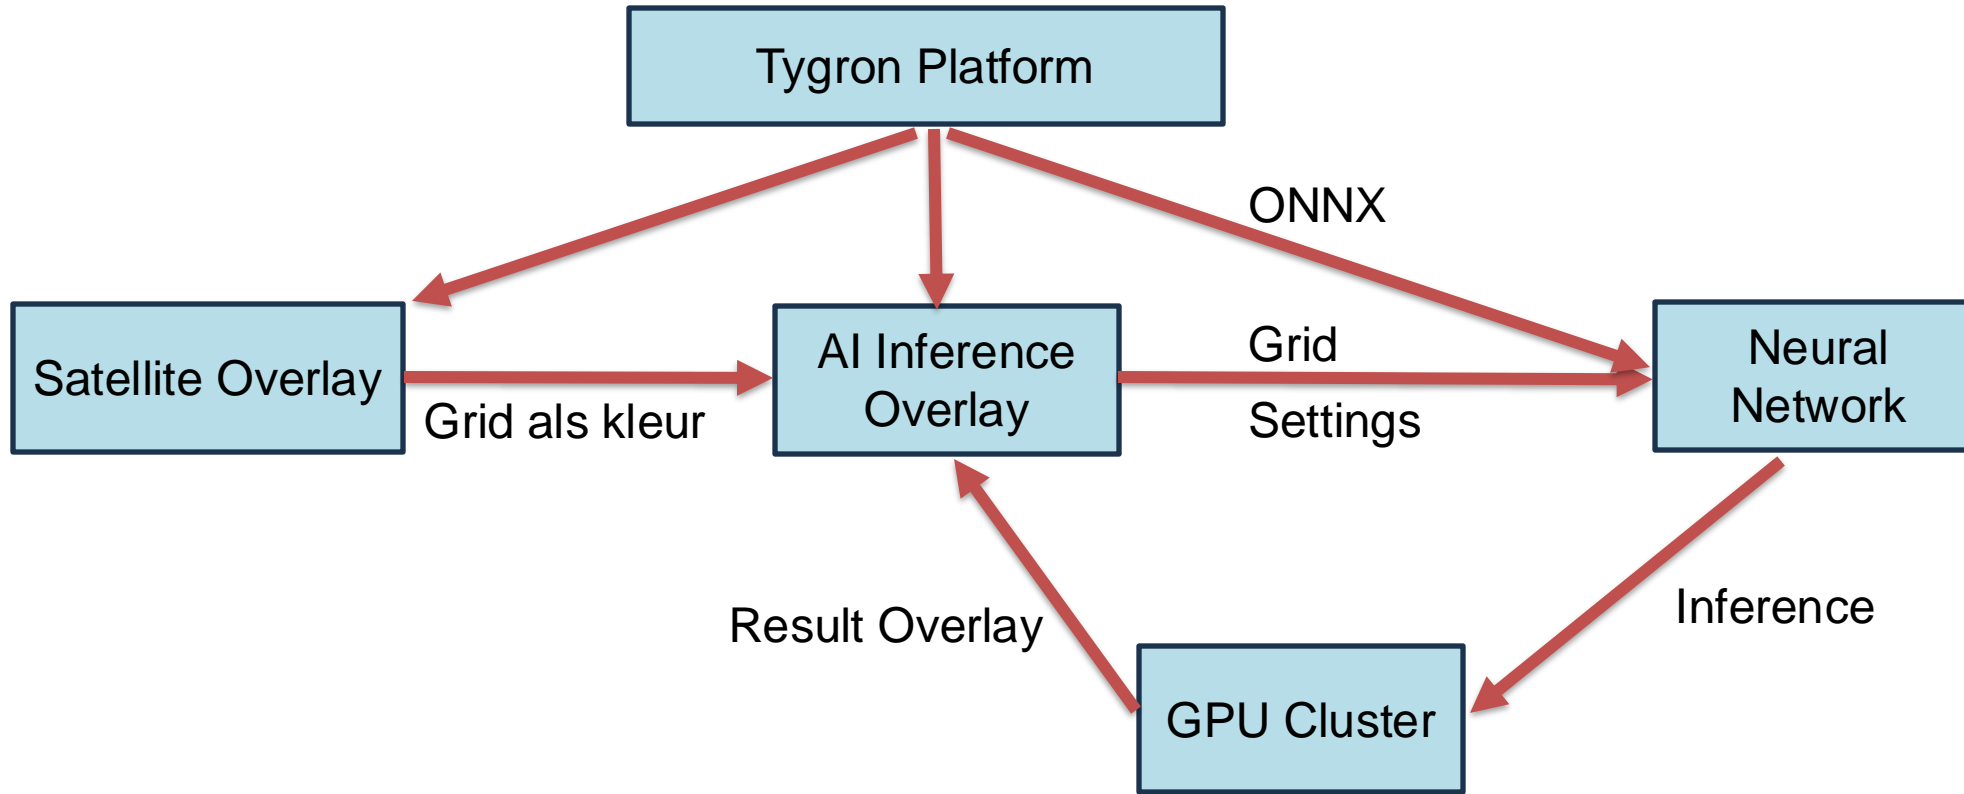 Tygron Platform
ONNX
Satellite Overlay
Grid als kleur
AI Inference
Overlay
Grid
Settings
Neural
Network
Result Overlay
Inference
GPU Cluster